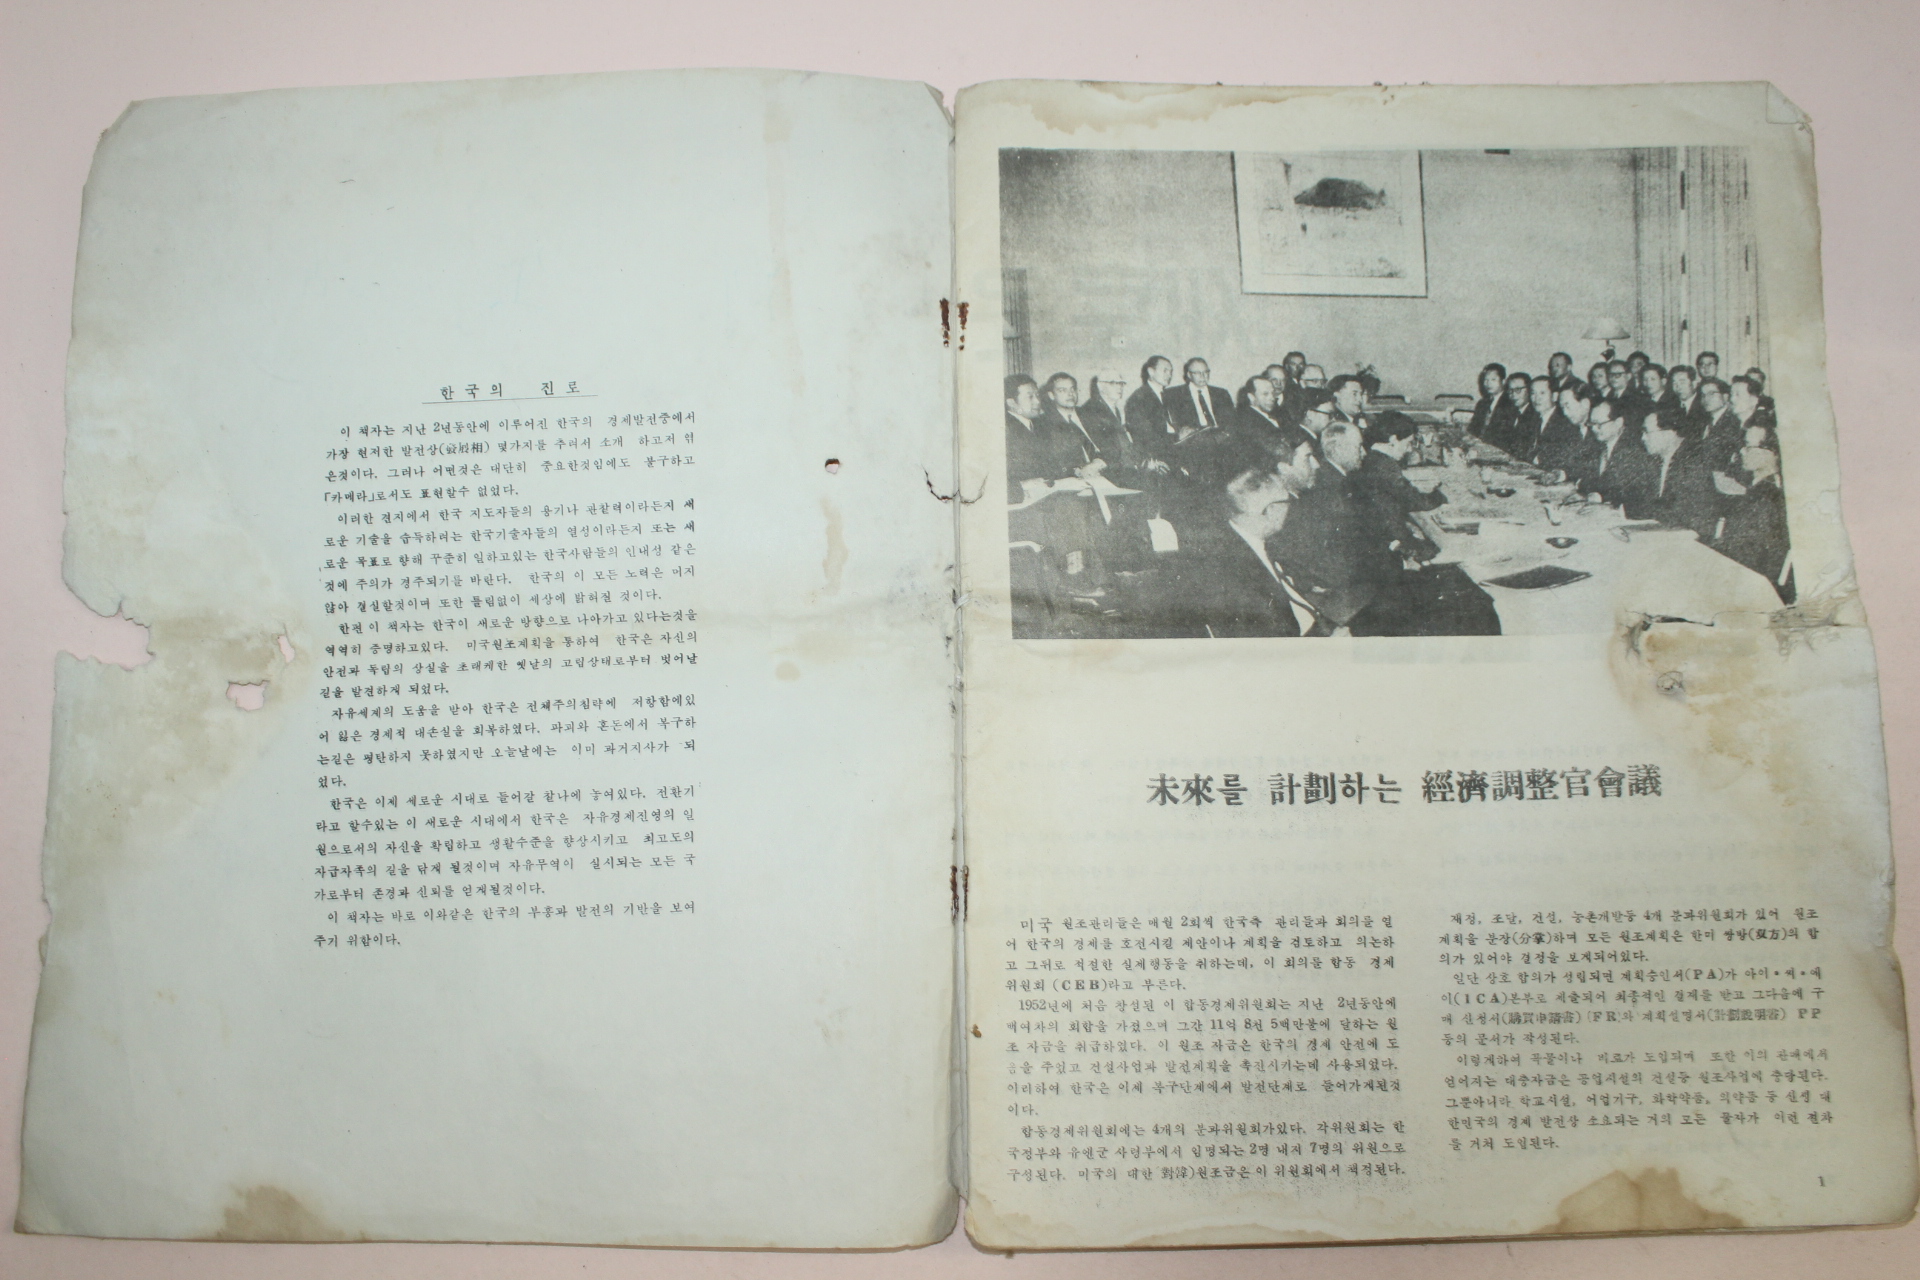 한국의 진로
이 책자는 지난 2년동안에 이루어진 한국의 경제발전중에서
가장 현저한 발전상(發展相) 몇가지를 추려서 소개 하고저 엮
은것이다. 그러나 어떤것은 대단히 중요한것임에도 불구하고
「카메라」로서도 표현할수 없었다.
이러한 견지에서 한국 지도자들의 용기나 관찰력이라든지 새
로운 기술을 습득하려는 한국기술자들의 열성이라든지 또는 새
로운 목표로 향해 꾸준히 일하고있는 한국사람들의 인내성 같은
것에 주의가 경주되기를 바란다. 한국의 이 모든 노력은 머지
않아 결실할것이며 또한 틀림없이 세상에 밝혀질 것이다.
한편 이 책자는 한국이 새로운 방향으로 나아가고 있다는것을
역역히 증명하고있다. 미국원조계획을 통하여 한국은 자신의
안전과 독립의 상실을 초래케한 옛날의 고립상태로부터 벗어날
길을 발견하게 되었다.
자유세계의 도움을 받아 한국은 전체주의침략에 저항함에있
어 잃은 경제적 대손실을 회복하였다. 파괴와 혼돈에서 복구하
는길은 평탄하지 못하였지만 오늘날에는 이미 과거지사가 되
었다.
한국은 이제 새로운 시대로 들어갈 찰나에 놓여있다. 전환기
라고 할수있는 이 새로운 시대에서 한국은 자유경제진영의 일
원으로서의 자신을 확립하고 생활수준을 향상시키고 최고도의
자급자족의 길을 닦게 될것이며 자유무역이 실시되는 모든 국
가로부터 존경과 신뢰를 얻게될것이다.
이 책자는 바로 이와같은 한국의 부흥과 발전의 기반을 보여
주기 위함이다.
未來를 計劃하는 經濟調整官會議
미국 원조관리들은 매월 2회씩 한국측 관리들과 회의를 열
어 한국의 경제를 호전시킬 제안이나 계획을 검토하고 의논하
고 그뒤로 적절한 실제행동을 취하는데, 이 회의를 합동 경제
위원회 (CEB)라고 부른다.
1952년에 처음 창설된 이 합동경제위원회는 지난 2년동안에
백여차의 회합을 가졌으며 그간 11억 8천 5백만불에 달하는 원
조 자금을 취급하였다. 이 원조 자금은 한국의 경제 안전에 도
움을 주었고 건설사업과 발전계획을 촉진시키는데 사용되었다.
이리하여 한국은 이제 복구단계에서 발전단계로 들어가게된것
이다.
합동경제위원회에는 4개의 분과위원회가있다. 각위원회는 한
국정부와 유엔군 사령부에서 임명되는 2명 내지 7명의 위원으로
구성된다. 미국의 대한 원조금은 이 위원회에서 책정된다.
재정, 조달, 건설, 농촌개발등 4개 분과위원회가 있어 원조
계획을 분장(分掌)하며 모든 원조계획은 한미 쌍방(双方)의 합
의가 있어야 결정을 보게되어있다.
일단 상호 합의가 성립되면 계획승인서(PA)가 아이•씨•에
이(ICA)본부로 제출되어 최종적인 결재를 받고 그다음에 구
매 신청서(購買申請書) (FR)와 계획설명서(計劃說明書) PP
등의 문서가 작성된다.
이렇게하여 곡물이나 비료가 도입되며 또한 이의 판매에서
얻어지는 대충자금은 공업시설의 건설등 원조사업에 충당된다.
그뿐아니라 학교시설, 어업기구, 화학약품, 의약품 등 신생 대
한민국의 경제 발전상 소요되는 거의 모든 물자가 이런 절차
를 거쳐 도입된다.
1